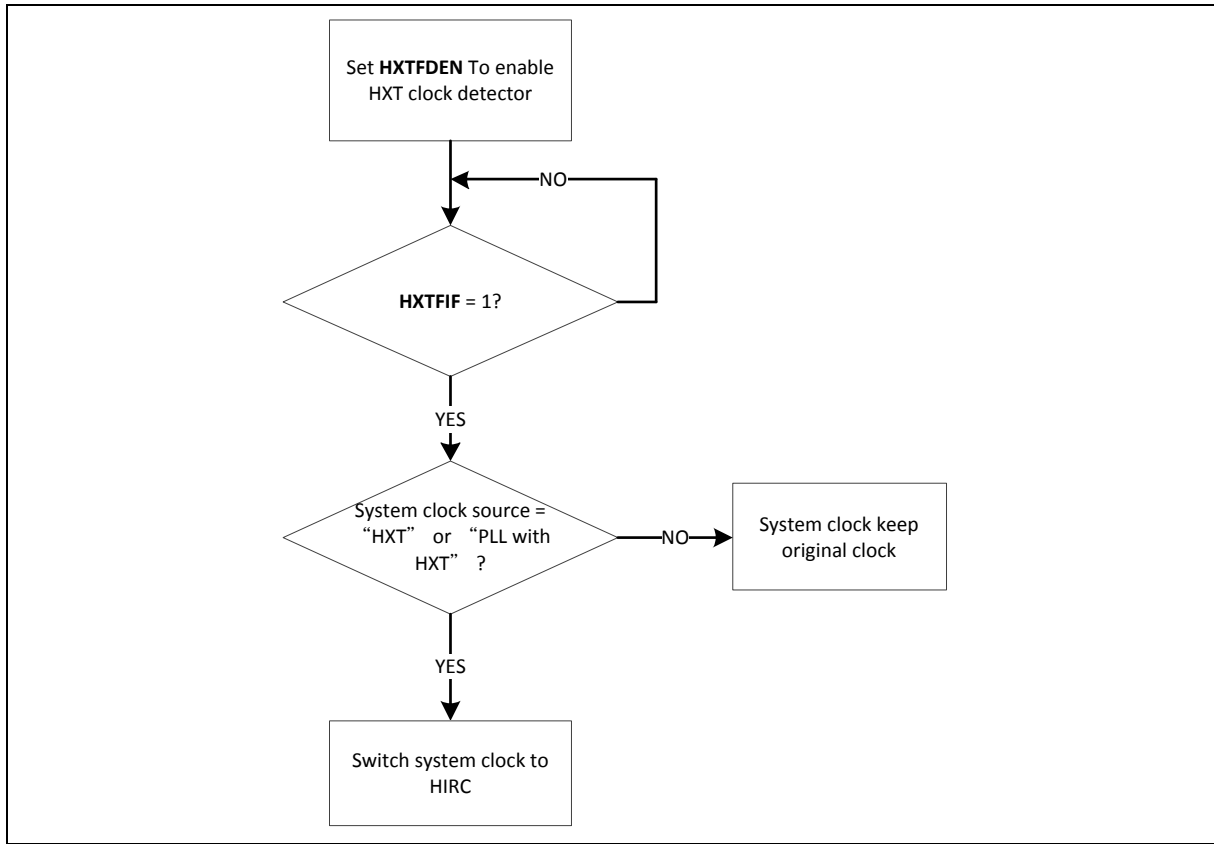 Set HXTFDEN To enable
HXT clock detector
NO
HXTFIF = 1?
YES
System clock source =
“HXT” or “PLL with
HXT” ?
NO
System clock keep
original clock
YES
Switch system clock to
HIRC